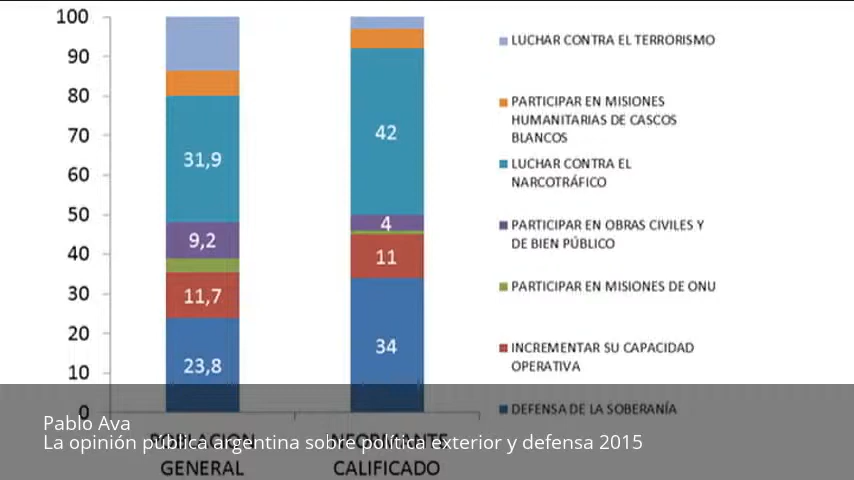 100
90
80
70
60
50
40
30
20
10
0
31,9
9,2
11,7
23,8
42
4
11
34
LUCHAR CONTRA EL TERRORISMO
PARTICIPAR EN MISIONES
HUMANITARIAS DE CASCOS
BLANCOS
LUCHAR CONTRA EL
NARCOTRÁFICO
PARTICIPAR EN OBRAS CIVILES Y
DE BIEN PÚBLICO
PARTICIPAR EN MISIONES DE ONU
INCREMENTAR SU CAPACIDAD
OPERATIVA
DEFENSA DE LA SOBERANÍA
Pablo Ava
La opinión pública argentina sobre política exterior y defensa 2015
GENERAL
CALIFICADO